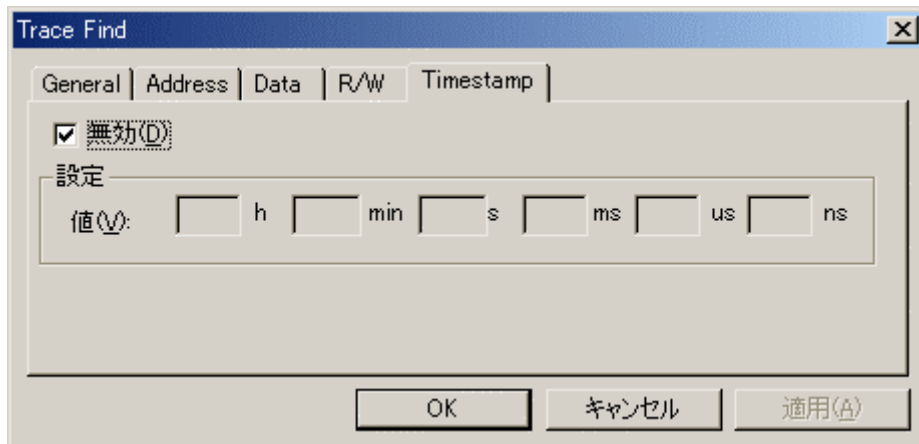 Trace Find
General Address Data R/W Timestamp
無効(D)
設定
値(V): h min s ms us ns
OK キャンセル 適用(A)